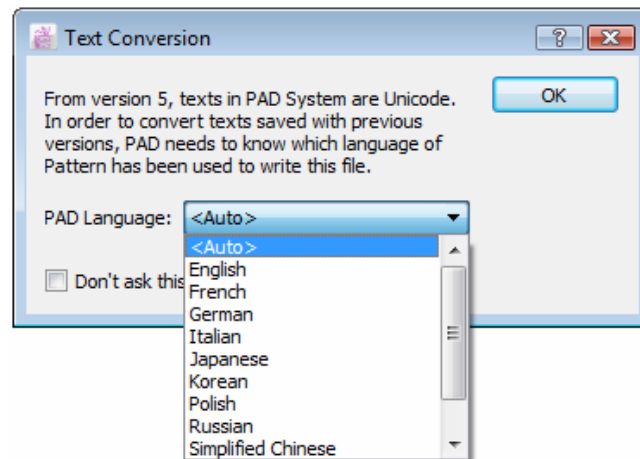 Text Conversion
From version 5, texts in PAD System are Unicode.
In order to convert texts saved with previous
versions, PAD needs to know which language of
Pattern has been used to write this file.
OK
PAD Language: <Auto>
<Auto>
English
French
German
Italian
Japanese
Korean
Polish
Russian
Simplified Chinese
Don't ask this